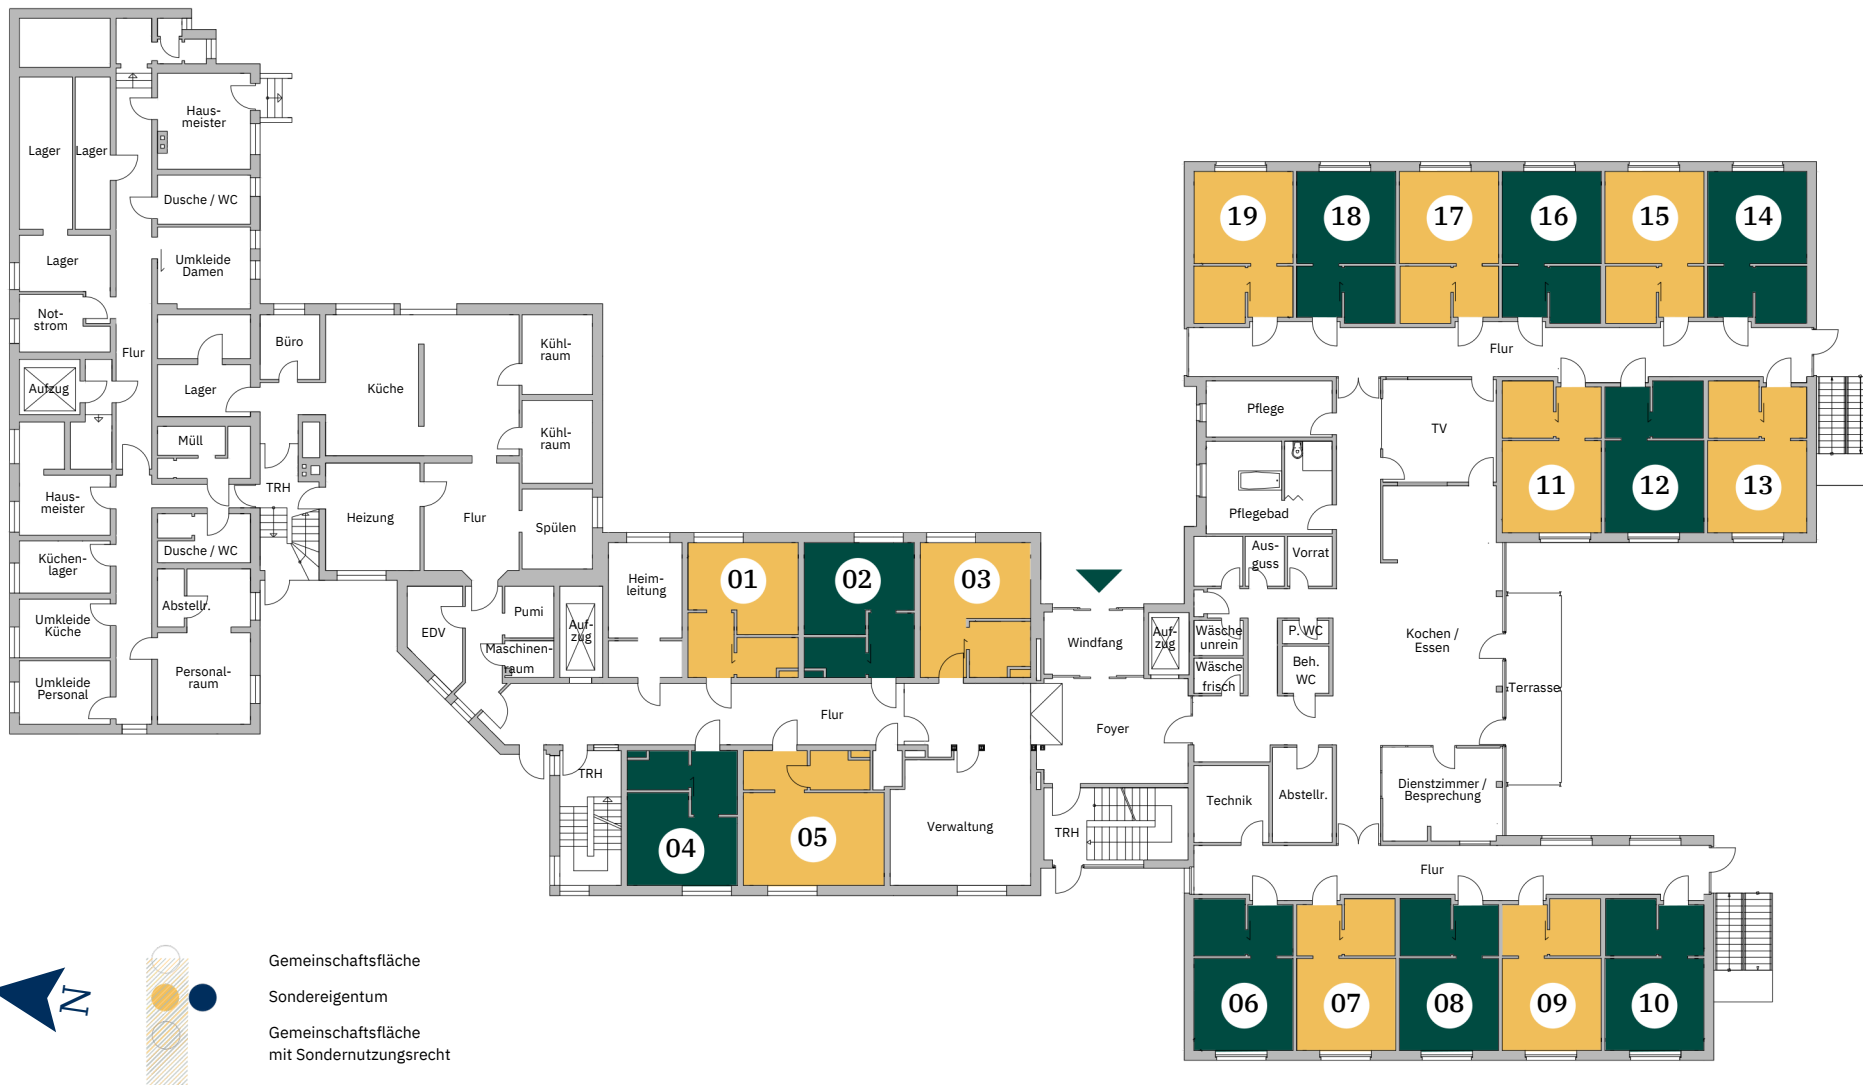 Haus-
meister
Lager
Lager
Dusche / WC
Umkleide
Damen
Lager
Not-
strom
Flur
Aufzug
Lager
Büro
Küche
Kühl-
raum
Kühl-
raum
Müll
TRH
Haus-
meister
Heizung
Flur
Spülen
Dusche / WC
Küchen-
lager
Abstellr.
Umkleide
Küche
Personal-
raum
Umkleide
Personal
EDV
Pumi
Maschinen-
raum
Auf-
zug
Heim-
leitung
01
02
03
Flur
TRH
04
05
Verwaltung
Windfang
Auf-
zug
Foyer
TRH
19
18
17
16
15
14
Flur
Pflege
TV
11
12
13
Pflegebad
Aus-
guss
Vorrat
Wäsche
unrein
Wäsche
frisch
P. WC
Beh.
WC
Kochen /
Essen
Terrasse
Technik
Abstellr.
Dienstzimmer /
Besprechung
Flur
06
07
08
09
10
N
Gemeinschaftsfläche
Sondereigentum
Gemeinschaftsfläche
mit Sondernutzungsrecht